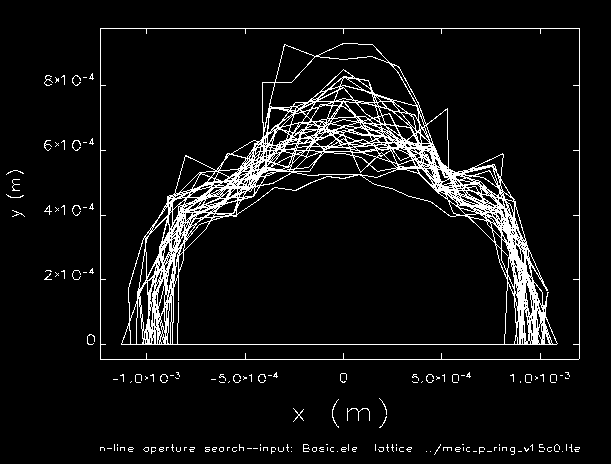 8×10⁻⁴
6×10⁻⁴
4×10⁻⁴
2×10⁻⁴
0
y (m)
-1.0×10⁻³ -5.0×10⁻⁴ 0 5.0×10⁻⁴ 1.0×10⁻³
x (m)
n-line aperture search--input: Basic.ele lattice ../meic_p_ring_v15c0.lte